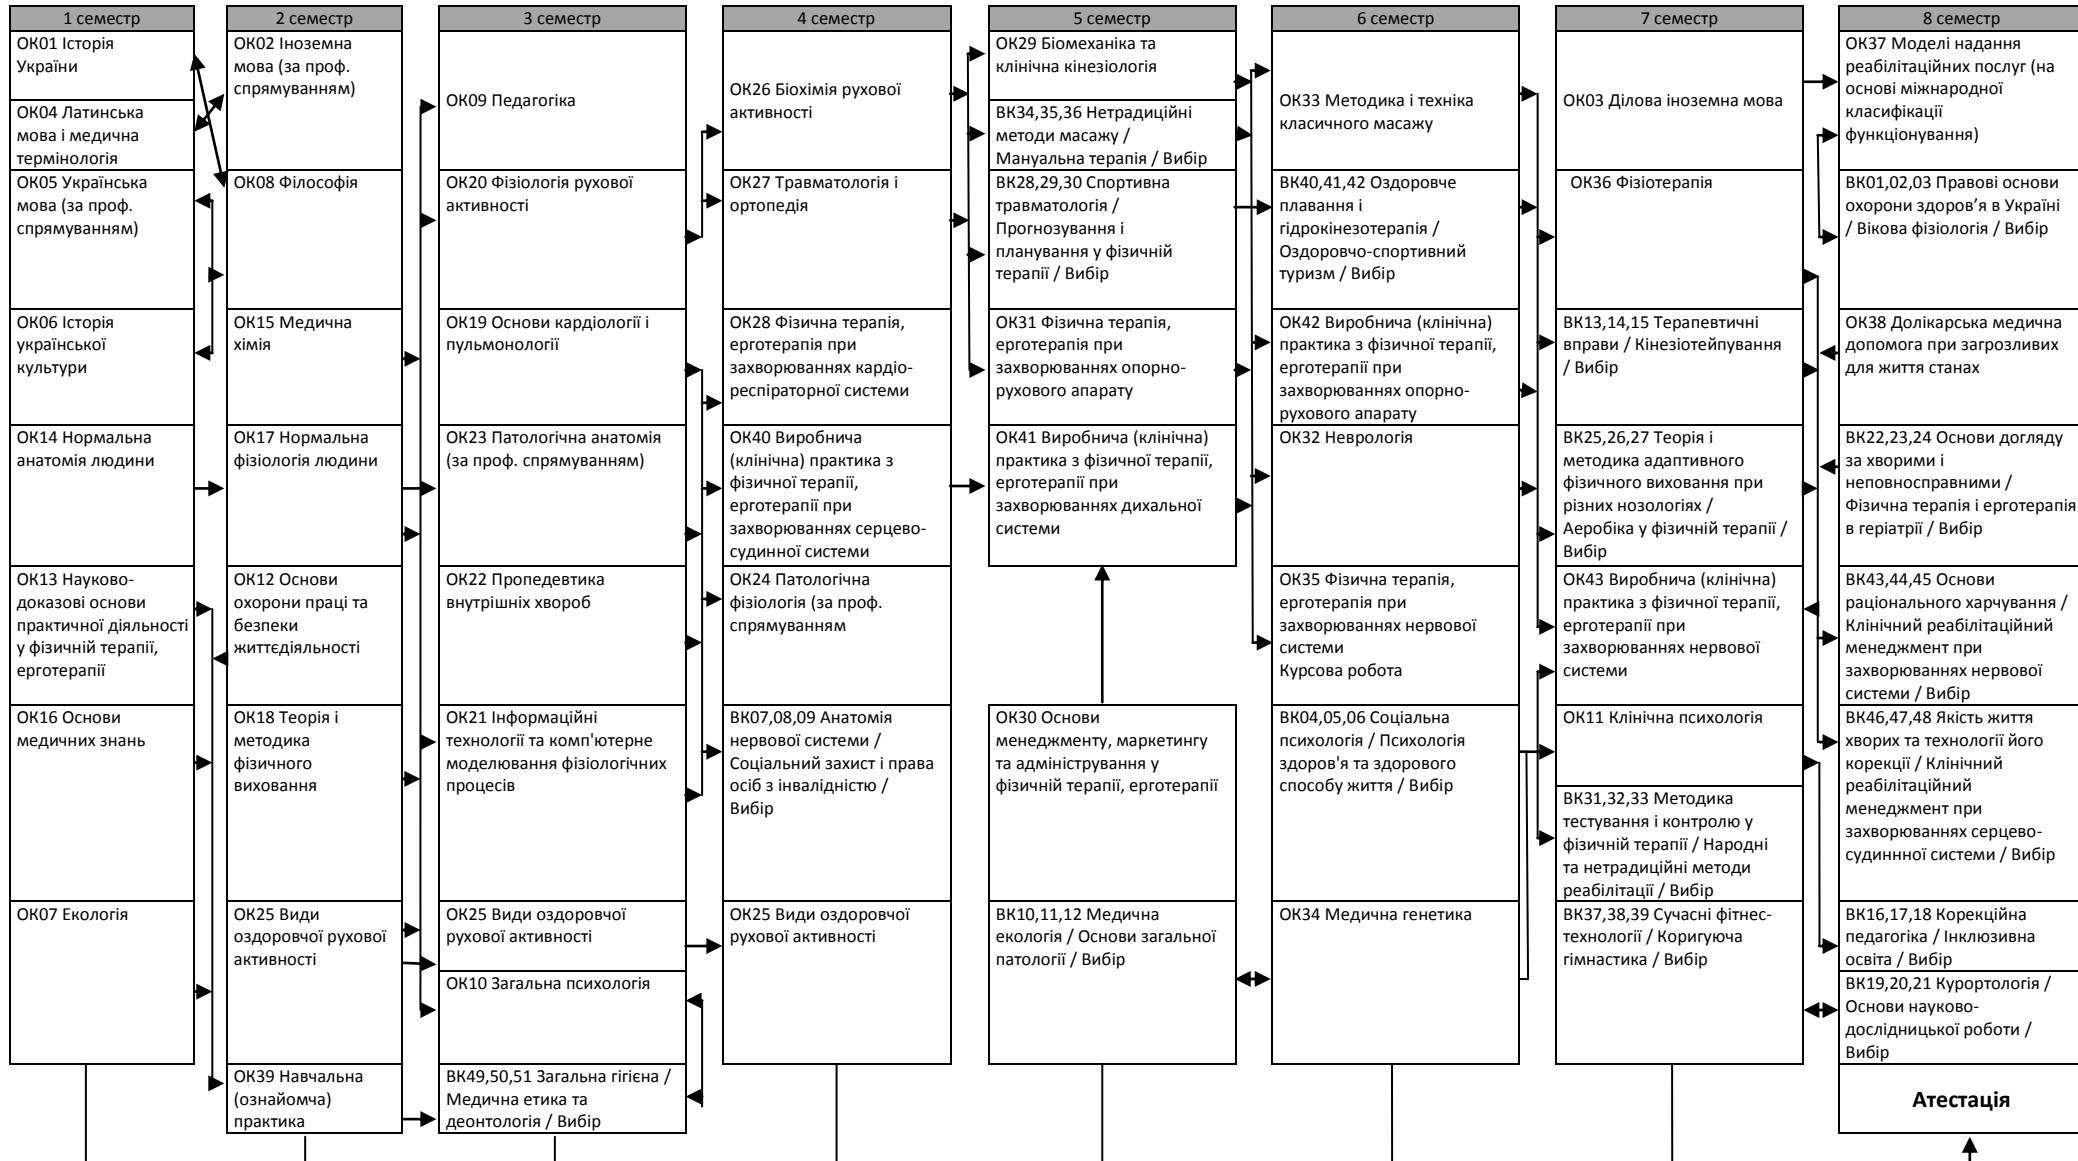 1 семестр
ОК01 Історія
України
ОК04 Латинська
мова і медична
термінологія
ОК05 Українська
мова (за проф.
спрямуванням)
ОК06 Історія
української
культури
ОК14 Нормальна
анатомія людини
ОК13 Науково-
доказові основи
практичної діяльності
у фізичній терапії,
ерготерапії
ОК16 Основи
медичних знань
ОК07 Екологія
2 семестр
ОК02 Іноземна
мова (за проф.
спрямуванням)
ОК08 Філософія
ОК15 Медична
хімія
ОК17 Нормальна
фізіологія людини
ОК12 Основи
охорони праці та
безпеки
життєдіяльності
ОК18 Теорія і
методика
фізичного
виховання
ОК25 Види
оздоровчої рухової
активності
ОК39 Навчальна
(ознайомча)
практика
3 семестр
ОК09 Педагогіка
ОК20 Фізіологія рухової
активності
ОК19 Основи кардіології і
пульмонології
ОК23 Патологічна анатомія
(за проф. спрямуванням)
ОК22 Пропедевтика
внутрішніх хвороб
ОК21 Інформаційні
технології та комп'ютерне
моделювання фізіологічних
процесів
ОК25 Види оздоровчої
рухової активності
ОК10 Загальна психологія
ВК49,50,51 Загальна гігієна /
Медична етика та
деонтологія / Вибір
4 семестр
ОК26 Біохімія рухової
активності
ОК27 Травматологія і
ортопедія
ОК28 Фізична терапія,
ерготерапія при
захворюваннях кардіо-
респіраторної системи
ОК40 Виробнича
(клінічна) практика з
фізичної терапії,
ерготерапії при
захворюваннях серцево-
судинної системи
ОК24 Патологічна
фізіологія (за проф.
спрямуванням
ВК07,08,09 Анатомія
нервової системи /
Соціальний захист і права
осіб з інвалідністю /
Вибір
ОК25 Види оздоровчої
рухової активності
5 семестр
ОК29 Біомеханіка та
клінічна кінезіологія
ВК34,35,36 Нетрадиційні
методи масажу /
Мануальна терапія / Вибір
ВК28,29,30 Спортивна
травматологія /
Прогнозування і
планування у фізичній
терапії / Вибір
ОК31 Фізична терапія,
ерготерапія при
захворюваннях опорно-
рухового апарату
ОК41 Виробнича (клінічна)
практика з фізичної терапії,
ерготерапії при
захворюваннях дихальної
системи
ОК30 Основи
менеджменту, маркетингу
та адміністрування у
фізичній терапії, ерготерапії
ВК10,11,12 Медична
екологія / Основи загальної
патології / Вибір
6 семестр
ОК33 Методика і техніка
класичного масажу
ВК40,41,42 Оздоровче
плавання і
гідрокінезотерапія /
Оздоровчо-спортивний
туризм / Вибір
ОК42 Виробнича (клінічна)
практика з фізичної терапії,
ерготерапії при
захворюваннях опорно-
рухового апарату
ОК32 Неврологія
ОК35 Фізична терапія,
ерготерапія при
захворюваннях нервової
системи
Курсова робота
ВК04,05,06 Соціальна
психологія / Психологія
здоров'я та здорового
способу життя / Вибір
ОК34 Медична генетика
7 семестр
ОК03 Ділова іноземна мова
ОК36 Фізіотерапія
ВК13,14,15 Терапевтичні
вправи / Кінезіотейпування
/ Вибір
ВК25,26,27 Теорія і
методика адаптивного
фізичного виховання при
різних нозологіях /
Аеробіка у фізичній терапії /
Вибір
ОК43 Виробнича (клінічна)
практика з фізичної терапії,
ерготерапії при
захворюваннях нервової
системи
ОК11 Клінічна психологія
ВК31,32,33 Методика
тестування і контролю у
фізичній терапії / Народні
та нетрадиційні методи
реабілітації / Вибір
ВК37,38,39 Сучасні фітнес-
технології / Коригуюча
гімнастика / Вибір
8 семестр
ОК37 Моделі надання
реабілітаційних послуг (на
основі міжнародної
класифікації
функціонування)
ВК01,02,03 Правові основи
охорони здоров’я в Україні
/ Вікова фізіологія / Вибір
ОК38 Долікарська медична
допомога при загрозливих
для життя станах
ВК22,23,24 Основи догляду
за хворими і
неповносправними /
Фізична терапія і ерготерапія
в геріатрії / Вибір
ВК43,44,45 Основи
раціонального харчування /
Клінічний реабілітаційний
менеджмент при
захворюваннях нервової
системи / Вибір
ВК46,47,48 Якість життя
хворих та технології його
корекції / Клінічний
реабілітаційний
менеджмент при
захворюваннях серцево-
судиннної системи / Вибір
ВК16,17,18 Корекційна
педагогіка / Інклюзивна
освіта / Вибір
ВК19,20,21 Курортологія /
Основи науково-
дослідницької роботи /
Вибір
Атестація